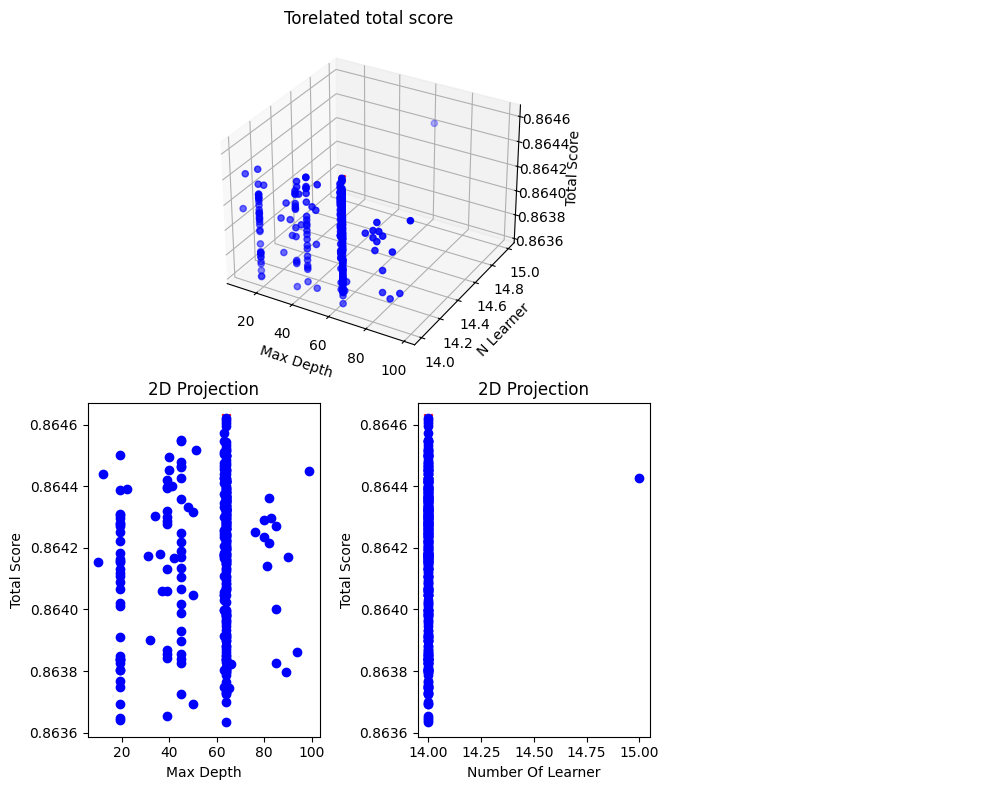 Torelated total score
0.8646
0.8644
0.8642
0.8640
0.8638
0.8636
Total Score
20
40
60
80
100
Max Depth
14.0
14.2
14.4
14.6
14.8
15.0
N Learner
2D Projection
0.8646
0.8644
0.8642
0.8640
0.8638
0.8636
Total Score
20 40 60 80 100
Max Depth
2D Projection
0.8646
0.8644
0.8642
0.8640
0.8638
0.8636
Total Score
14.00 14.25 14.50 14.75 15.00
Number Of Learner